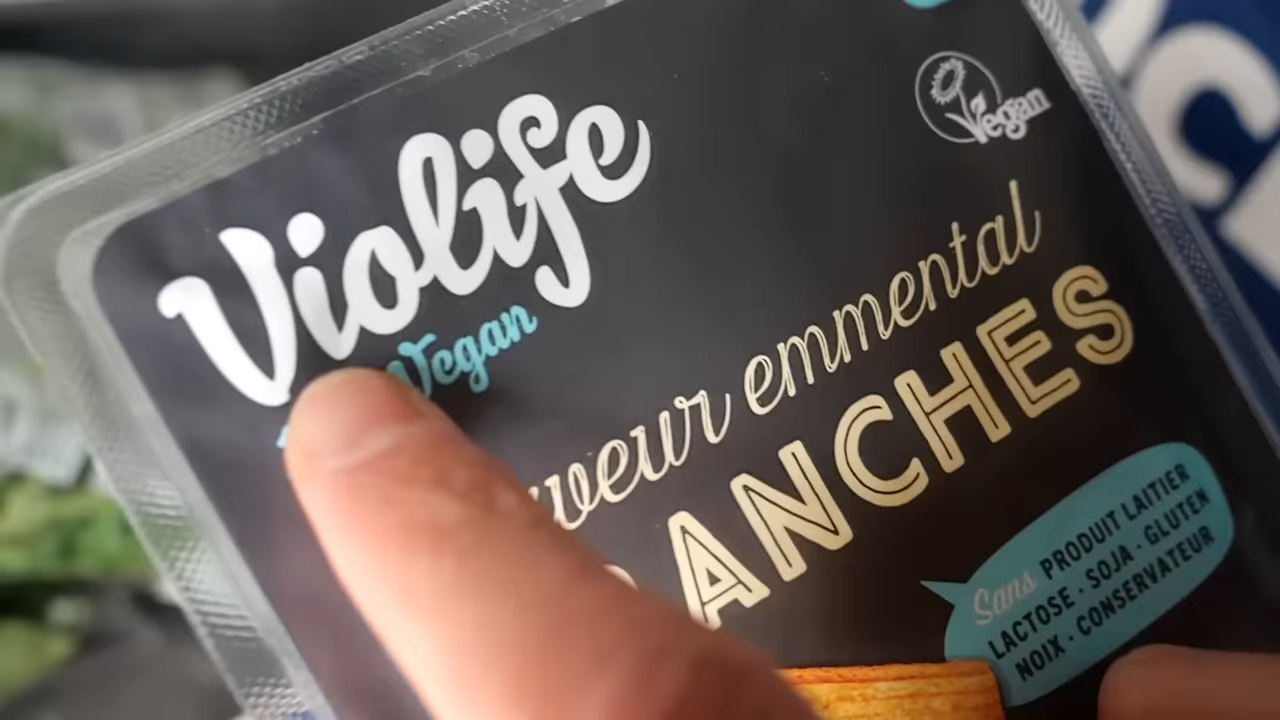 Violife
Vegan
Vegan
veur emmental
ANCHES
Sans PRODUIT LAITIER
LACTOSE · SOJA · GLUTEN
NOIX · CONSERVATEUR